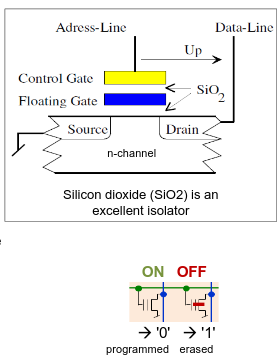 Adress-Line Data-Line
Up
Control Gate
SiO2
Floating Gate
Source Drain
n-channel
Silicon dioxide (SiO2) is an
excellent isolator
e
ON OFF
→ '0' → '1'
programmed erased